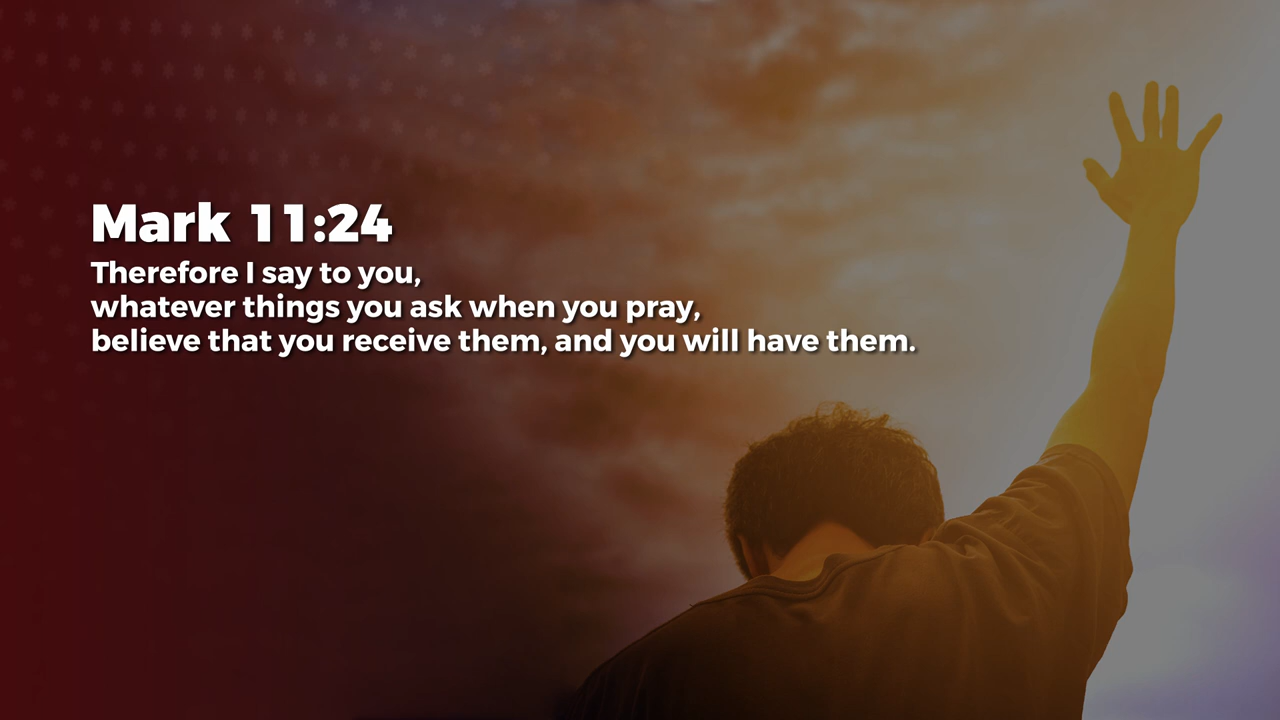 Mark 11:24
Therefore I say to you,
whatever things you ask when you pray,
believe that you receive them, and you will have them.